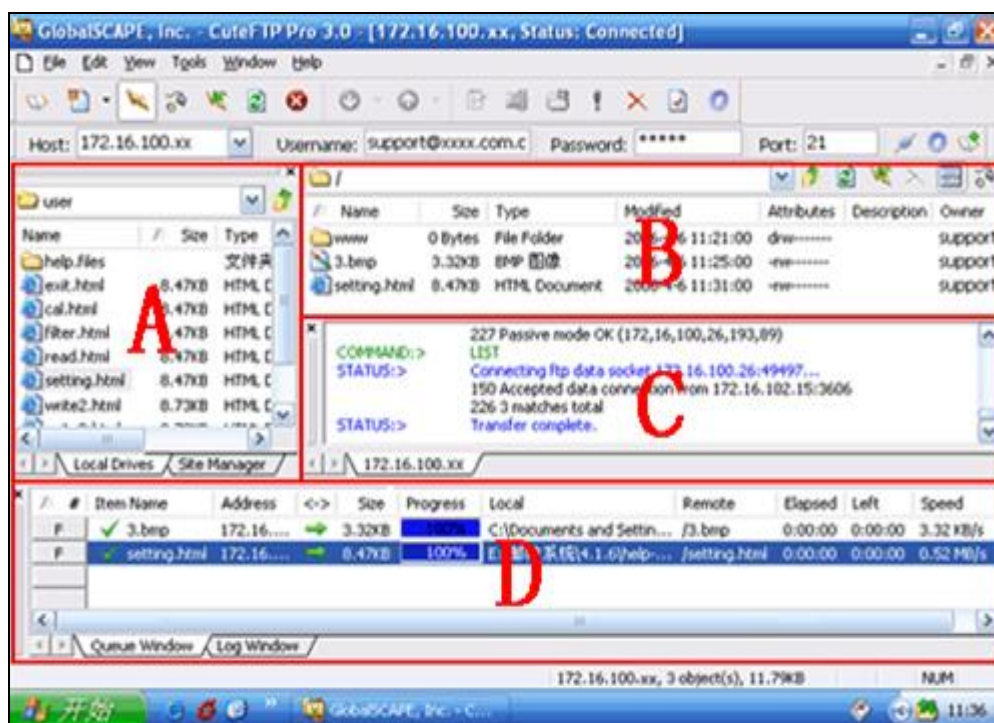 GlobalSCAPE, Inc. - CuteFTP Pro 3.0 - [172.16.100.xx, Status: Connected]
File Edit View Tools Window Help
Host: 172.16.100.xx Username: support@xxxx.com.c Password: ***** Port: 21
user
Name Size Type
help.files 文件夹
exit.html 8.47KB HTML D
cal.html 8.47KB HTML D
filter.html 8.47KB HTML D
read.html 8.47KB HTML D
setting.html 8.47KB HTML D
write2.html 8.73KB HTML D
Local Drives Site Manager
A
/
Name Size Type Modified Attributes Description Owner
www 0 Bytes File Folder 11:21:00 drw------- support
3.bmp 3.32KB BMP 图像 11:25:00 -rw------- support
setting.html 8.47KB HTML Document 11:31:00 -rw------- support
B
227 Passive mode OK (172,16,100,26,193,89)
COMMAND:> LIST
STATUS:> Connecting ftp data socket 172.16.100.26:49497...
150 Accepted data connection from 172.16.102.15:3606
226 3 matches total
STATUS:> Transfer complete.
172.16.100.xx
C
# Item Name Address <-> Size Progress Local Remote Elapsed Left Speed
F 3.bmp 172.16.... 3.32KB 100% C:\Documents and Settin... /3.bmp 0:00:00 0:00:00 3.32 KB/s
F setting.html 172.16.... 8.47KB 100% 系统\4.1.6\help-... /setting.html 0:00:00 0:00:00 0.52 MB/s
D
Queue Window Log Window
172.16.100.xx, 3 object(s), 11.79KB NUM
开始 GlobalSCAPE, Inc. - C... 11:36